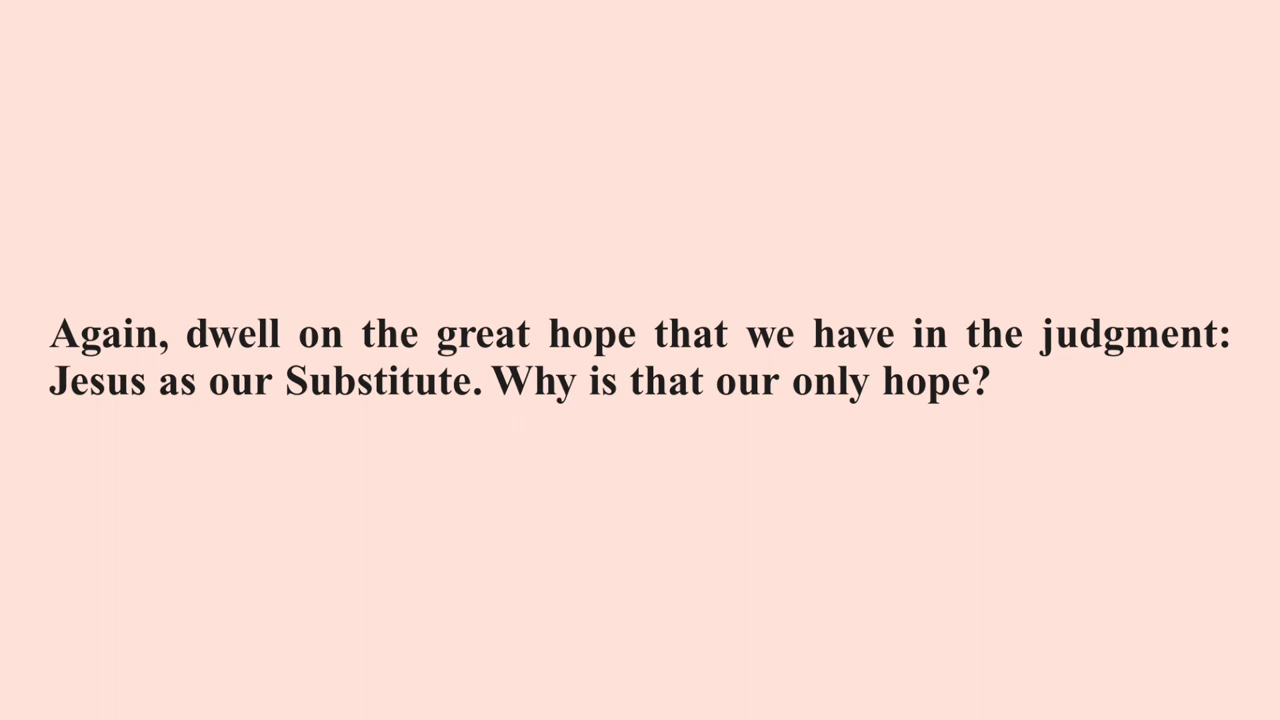 Again, dwell on the great hope that we have in the judgment:
Jesus as our Substitute. Why is that our only hope?